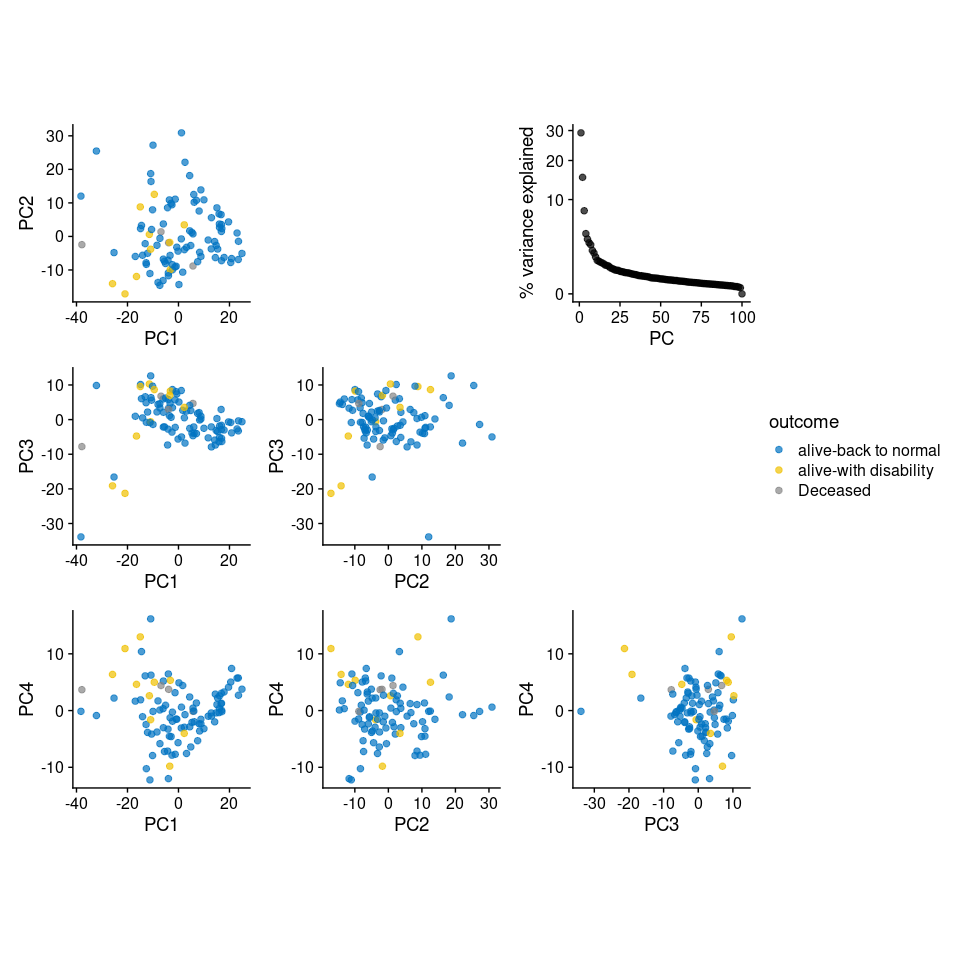 30
20
10
0
-10
PC2
-40 -20 0 20
PC1
30
20
10
0
% variance explained
0 25 50 75 100
PC
10
0
-10
-20
-30
PC3
-40 -20 0 20
PC1
10
0
-10
-20
-30
PC3
-10 0 10 20 30
PC2
outcome
alive-back to normal
alive-with disability
Deceased
10
0
-10
PC4
-40 -20 0 20
PC1
10
0
-10
PC4
-10 0 10 20 30
PC2
10
0
-10
PC4
-30 -20 -10 0 10
PC3